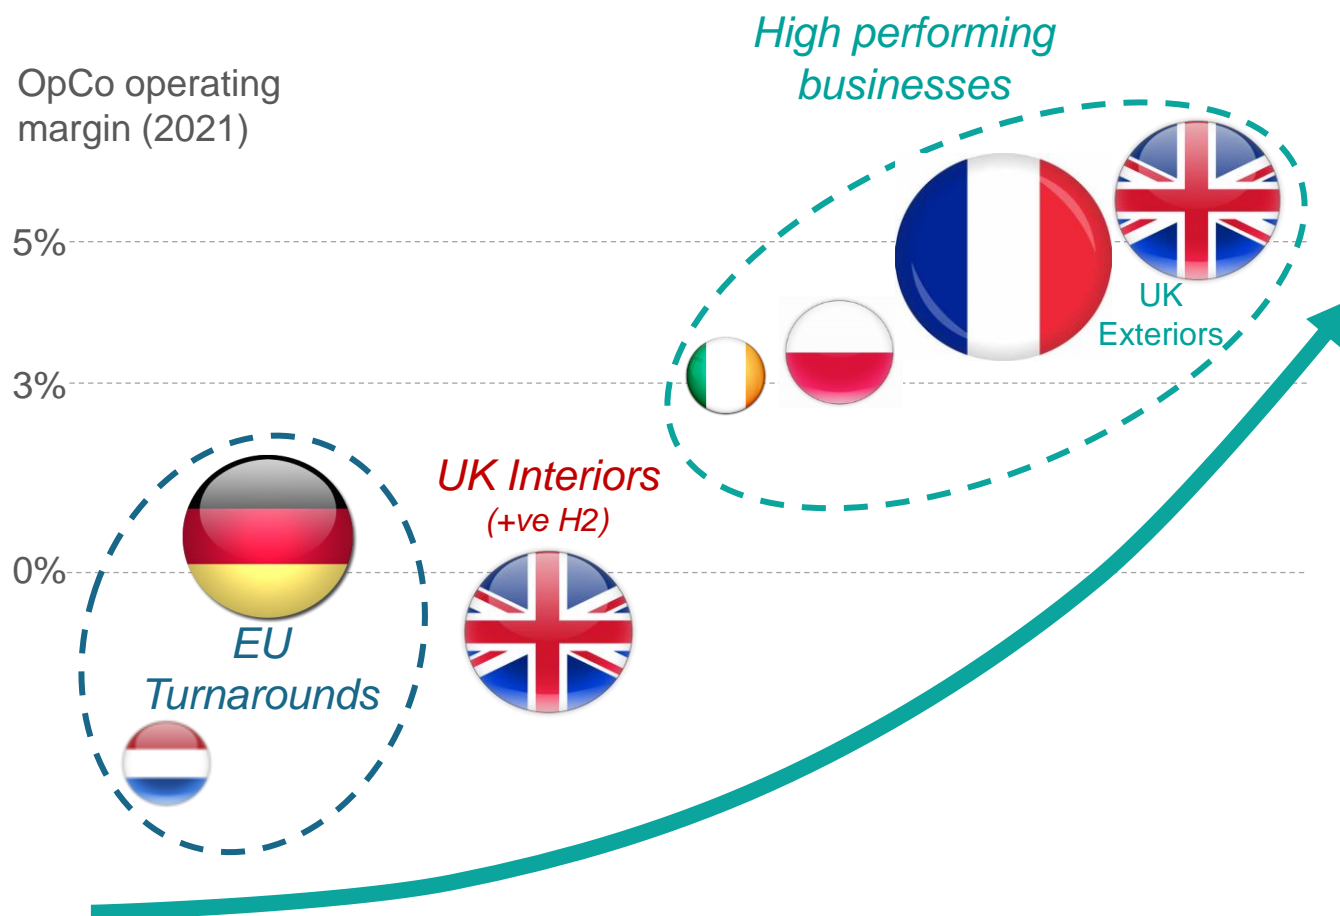 High performing
businesses
OpCo operating
margin (2021)
5%
UK
Exteriors
3%
UK Interiors
(+ve H2)
0%
EU
Turnarounds